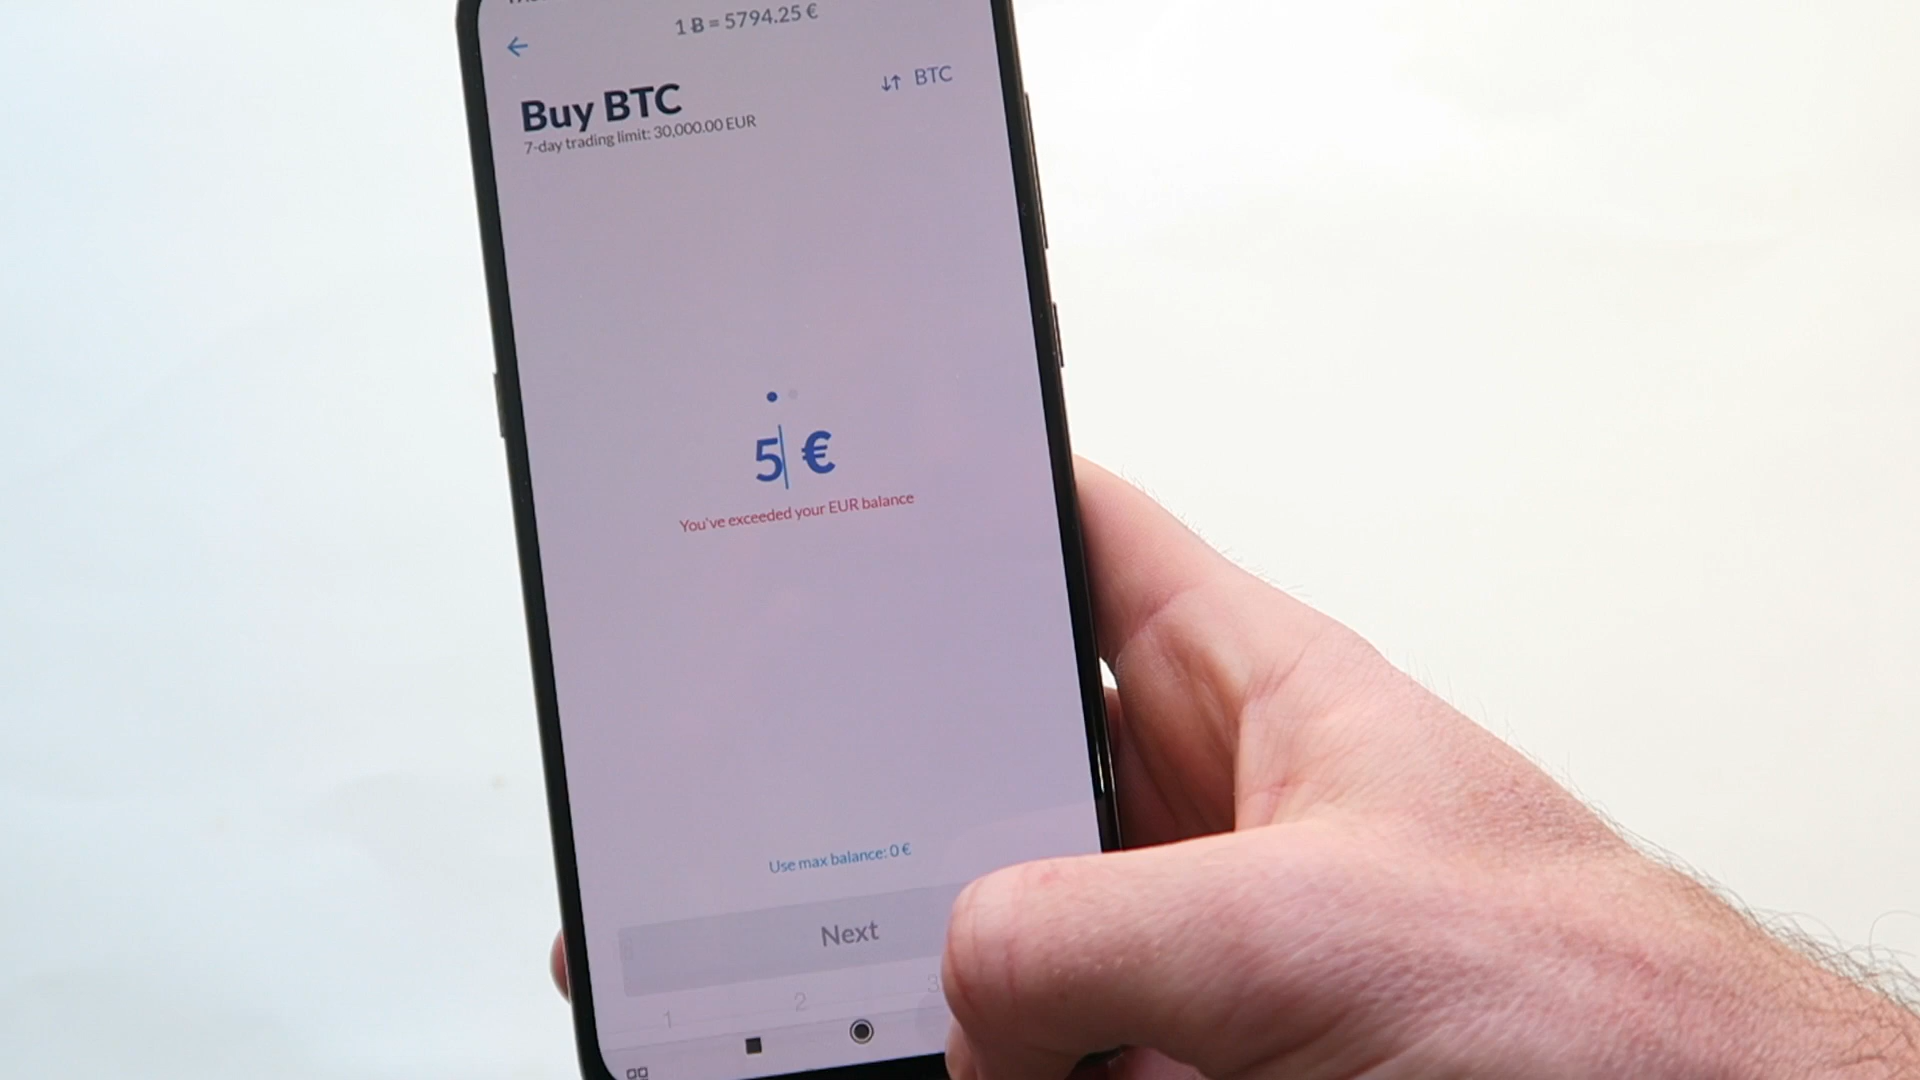 1 Ƀ = 5794.25 €
Buy BTC
BTC
7-day trading limit: 30,000.00 EUR
5 €
You've exceeded your EUR balance
Use max balance: 0 €
Next
1 2 3